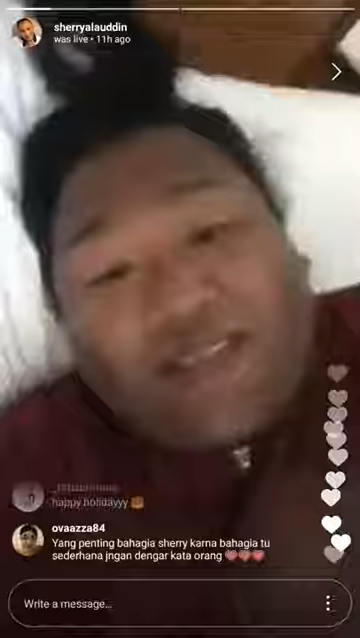 sherryalauddin
was live • 11h ago
happy holidayyy 🎃
ovaazza84
Yang penting bahagia sherry karna bahagia tu
sederhana jngan dengar kata orang 💗💗💗
Write a message...